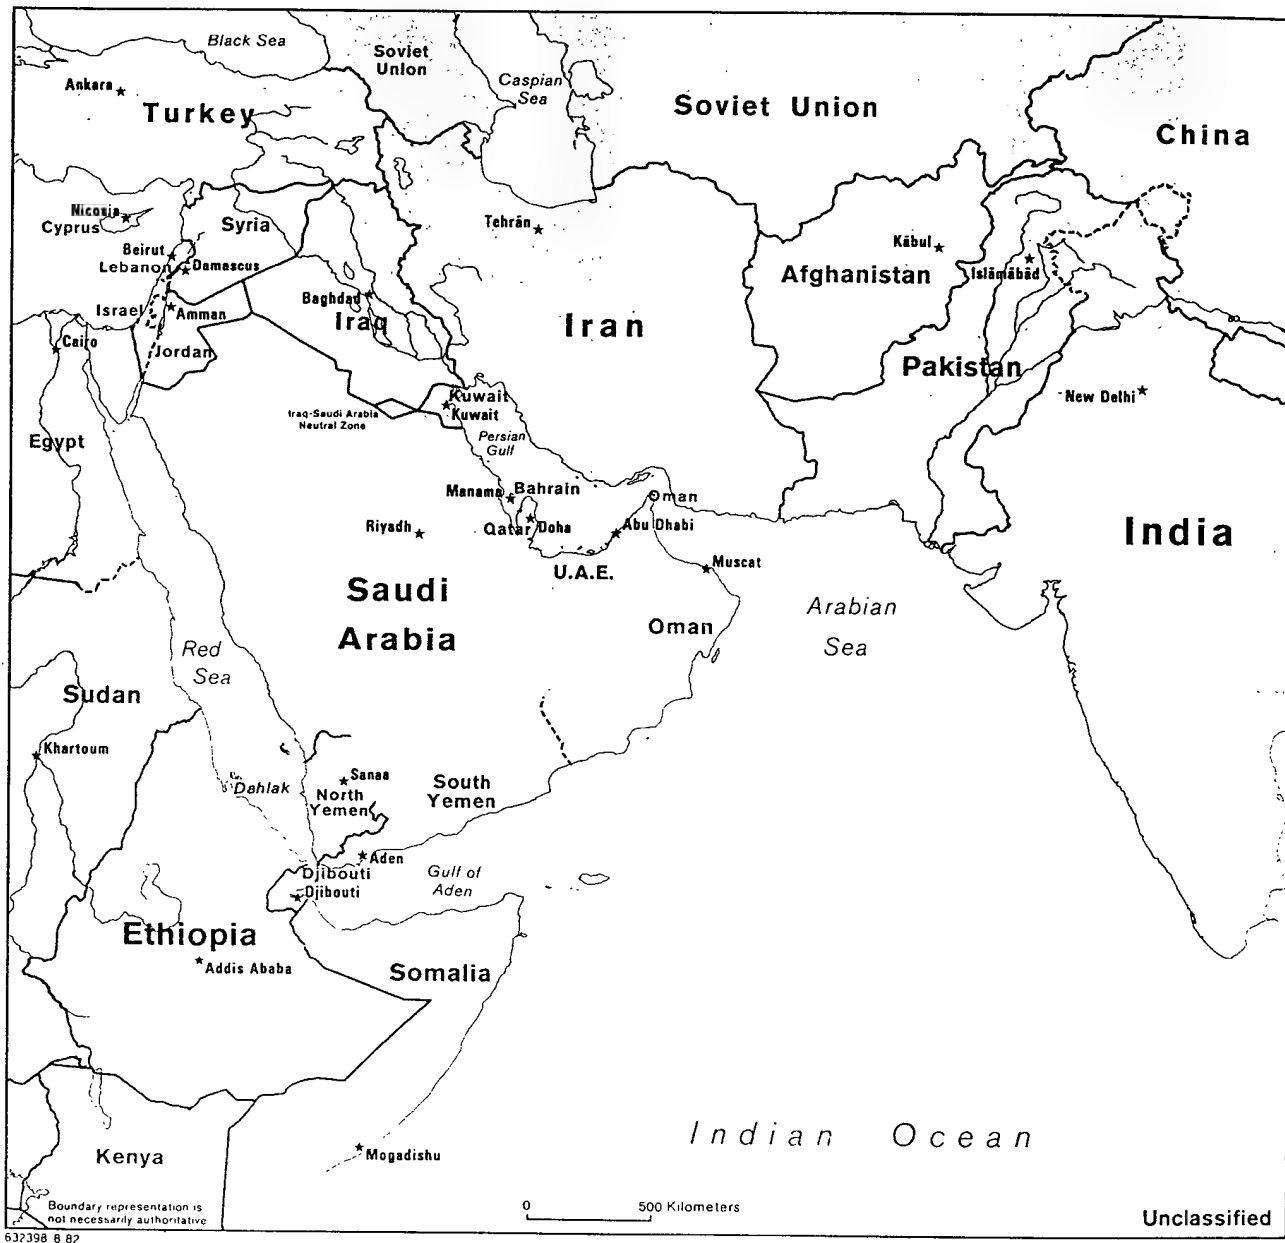 Black Sea
Soviet
Union
Caspian
Sea
Soviet Union
China
Ankara
Turkey
Nicosia
Cyprus
Syria
Tehrān
Kābul
Beirut
Lebanon
Damascus
Afghanistan
Islāmābād
Israel
Amman
Baghdad
Iraq
Iran
Cairo
Jordan
Pakistan
New Delhi
Kuwait
Kuwait
Iraq-Saudi Arabia
Neutral Zone
Egypt
Persian
Gulf
Manama
Bahrain
Oman
Riyadh
Qatar
Doha
Abu Dhabi
India
U.A.E.
Muscat
Saudi
Arabia
Arabian
Sea
Oman
Red
Sea
Sudan
Khartoum
Dahlak
Sanaa
North
Yemen
South
Yemen
Aden
Djibouti
Djibouti
Gulf of
Aden
Ethiopia
Addis Ababa
Somalia
Indian Ocean
Kenya
Mogadishu
Boundary representation is
not necessarily authoritative
0 500 Kilometers
Unclassified
632398 8 82